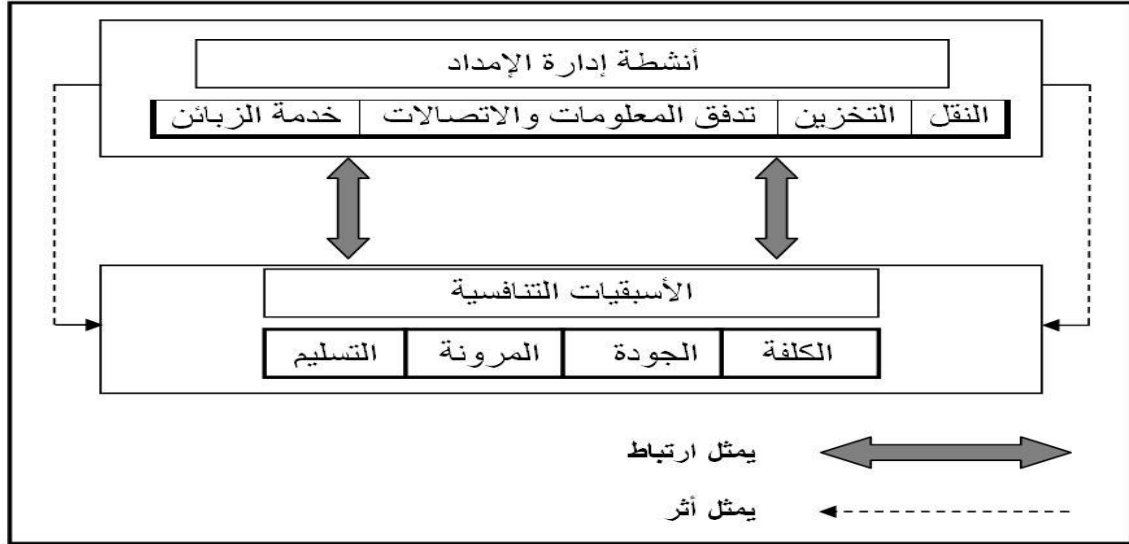 أنشطة إدارة الإمداد
النقل التخزين تدفق المعلومات والاتصالات خدمة الزبائن
الأسبقيات التنافسية
الكلفة الجودة المرونة التسليم
يمثل ارتباط
يمثل أثر